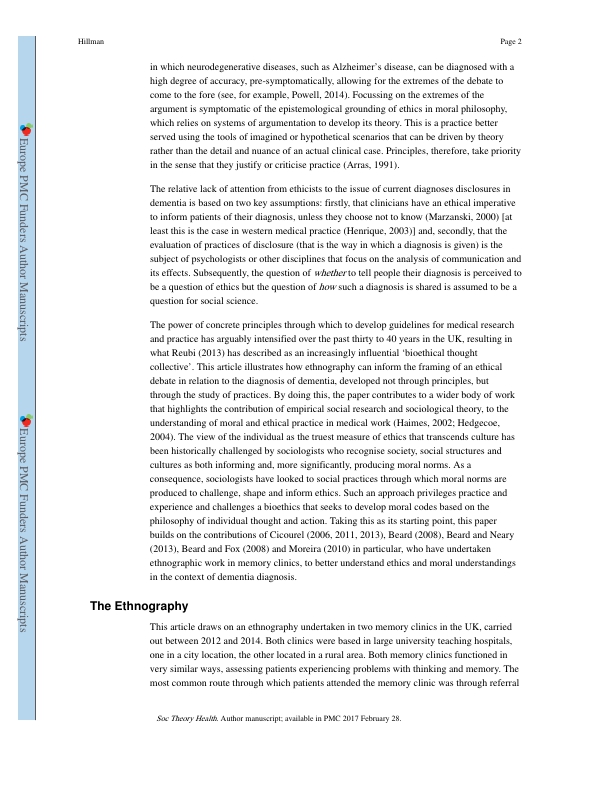 Hillman
Page 2
in which neurodegenerative diseases, such as Alzheimer's disease, can be diagnosed with a
high degree of accuracy, pre-symptomatically, allowing for the extremes of the debate to
come to the fore (see, for example, Powell, 2014). Focussing on the extremes of the
argument is symptomatic of the epistemological grounding of ethics in moral philosophy,
which relies on systems of argumentation to develop its theory. This is a practice better
served using the tools of imagined or hypothetical scenarios that can be driven by theory
rather than the detail and nuance of an actual clinical case. Principles, therefore, take priority
in the sense that they justify or criticise practice (Arras, 1991).
The relative lack of attention from ethicists to the issue of current diagnoses disclosures in
dementia is based on two key assumptions: firstly, that clinicians have an ethical imperative
to inform patients of their diagnosis, unless they choose not to know (Marzanski, 2000) [at
least this is the case in western medical practice (Henrique, 2003)] and, secondly, that the
evaluation of practices of disclosure (that is the way in which a diagnosis is given) is the
subject of psychologists or other disciplines that focus on the analysis of communication and
its effects. Subsequently, the question of whether to tell people their diagnosis is perceived to
be a question of ethics but the question of how such a diagnosis is shared is assumed to be a
question for social science.
The power of concrete principles through which to develop guidelines for medical research
and practice has arguably intensified over the past thirty to 40 years in the UK, resulting in
what Reubi (2013) has described as an increasingly influential 'bioethical thought
collective'. This article illustrates how ethnography can inform the framing of an ethical
debate in relation to the diagnosis of dementia, developed not through principles, but
through the study of practices. By doing this, the paper contributes to a wider body of work
that highlights the contribution of empirical social research and sociological theory, to the
understanding of moral and ethical practice in medical work (Haimes, 2002; Hedgecoe,
2004). The view of the individual as the truest measure of ethics that transcends culture has
been historically challenged by sociologists who recognise society, social structures and
cultures as both informing and, more significantly, producing moral norms. As a
consequence, sociologists have looked to social practices through which moral norms are
produced to challenge, shape and inform ethics. Such an approach privileges practice and
experience and challenges a bioethics that seeks to develop moral codes based on the
philosophy of individual thought and action. Taking this as its starting point, this paper
builds on the contributions of Cicourel (2006, 2011, 2013), Beard (2008), Beard and Neary
(2013), Beard and Fox (2008) and Moreira (2010) in particular, who have undertaken
ethnographic work in memory clinics, to better understand ethics and moral understandings
in the context of dementia diagnosis.
The Ethnography
This article draws on an ethnography undertaken in two memory clinics in the UK, carried
out between 2012 and 2014. Both clinics were based in large university teaching hospitals,
one in a city location, the other located in a rural area. Both memory clinics functioned in
very similar ways, assessing patients experiencing problems with thinking and memory. The
most common route through which patients attended the memory clinic was through referral
Soc Theory Health. Author manuscript; available in PMC 2017 February 28.
Europe PMC Funders Author Manuscripts
Europe PMC Funders Author Manuscripts